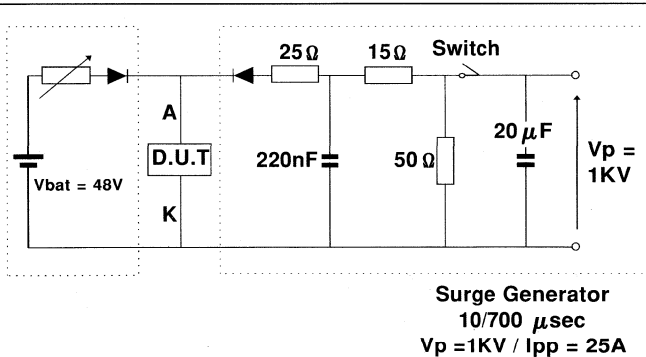 25Ω
15Ω
Switch
A
D.U.T
220nF
50Ω
20μF
Vp =
1KV
Vbat = 48V
K
Surge Generator
10/700 μsec
Vp =1KV / Ipp = 25A